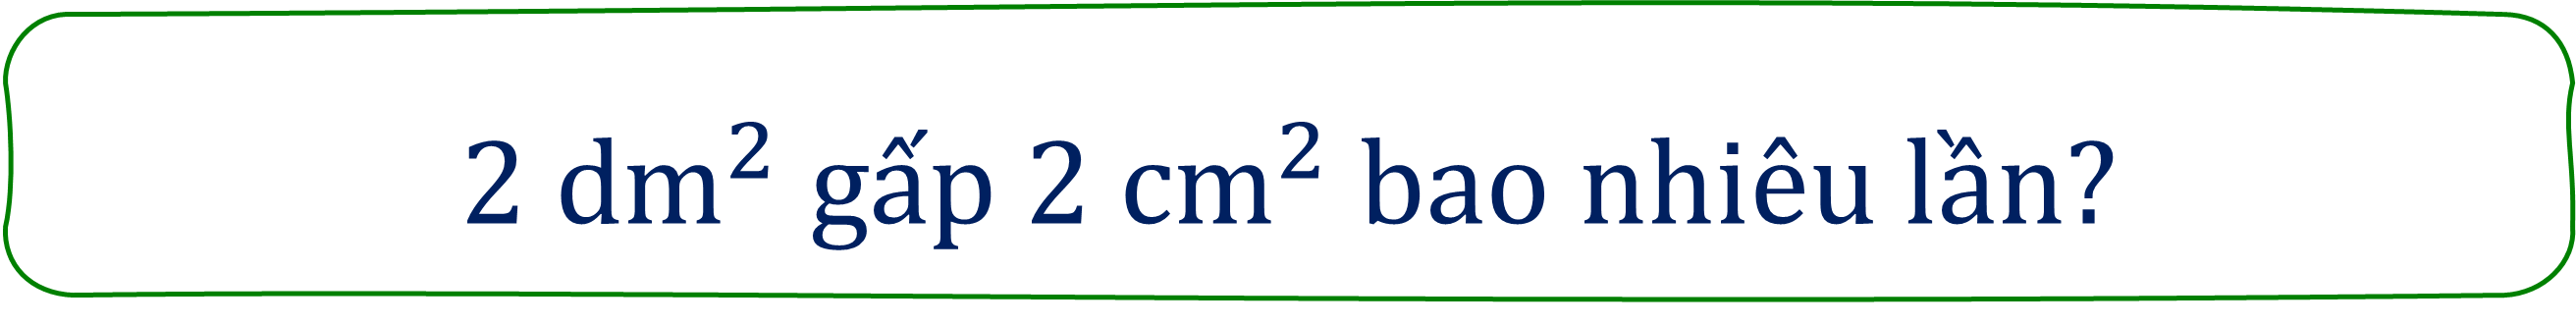 2 dm² gấp 2 cm² bao nhiêu lần?